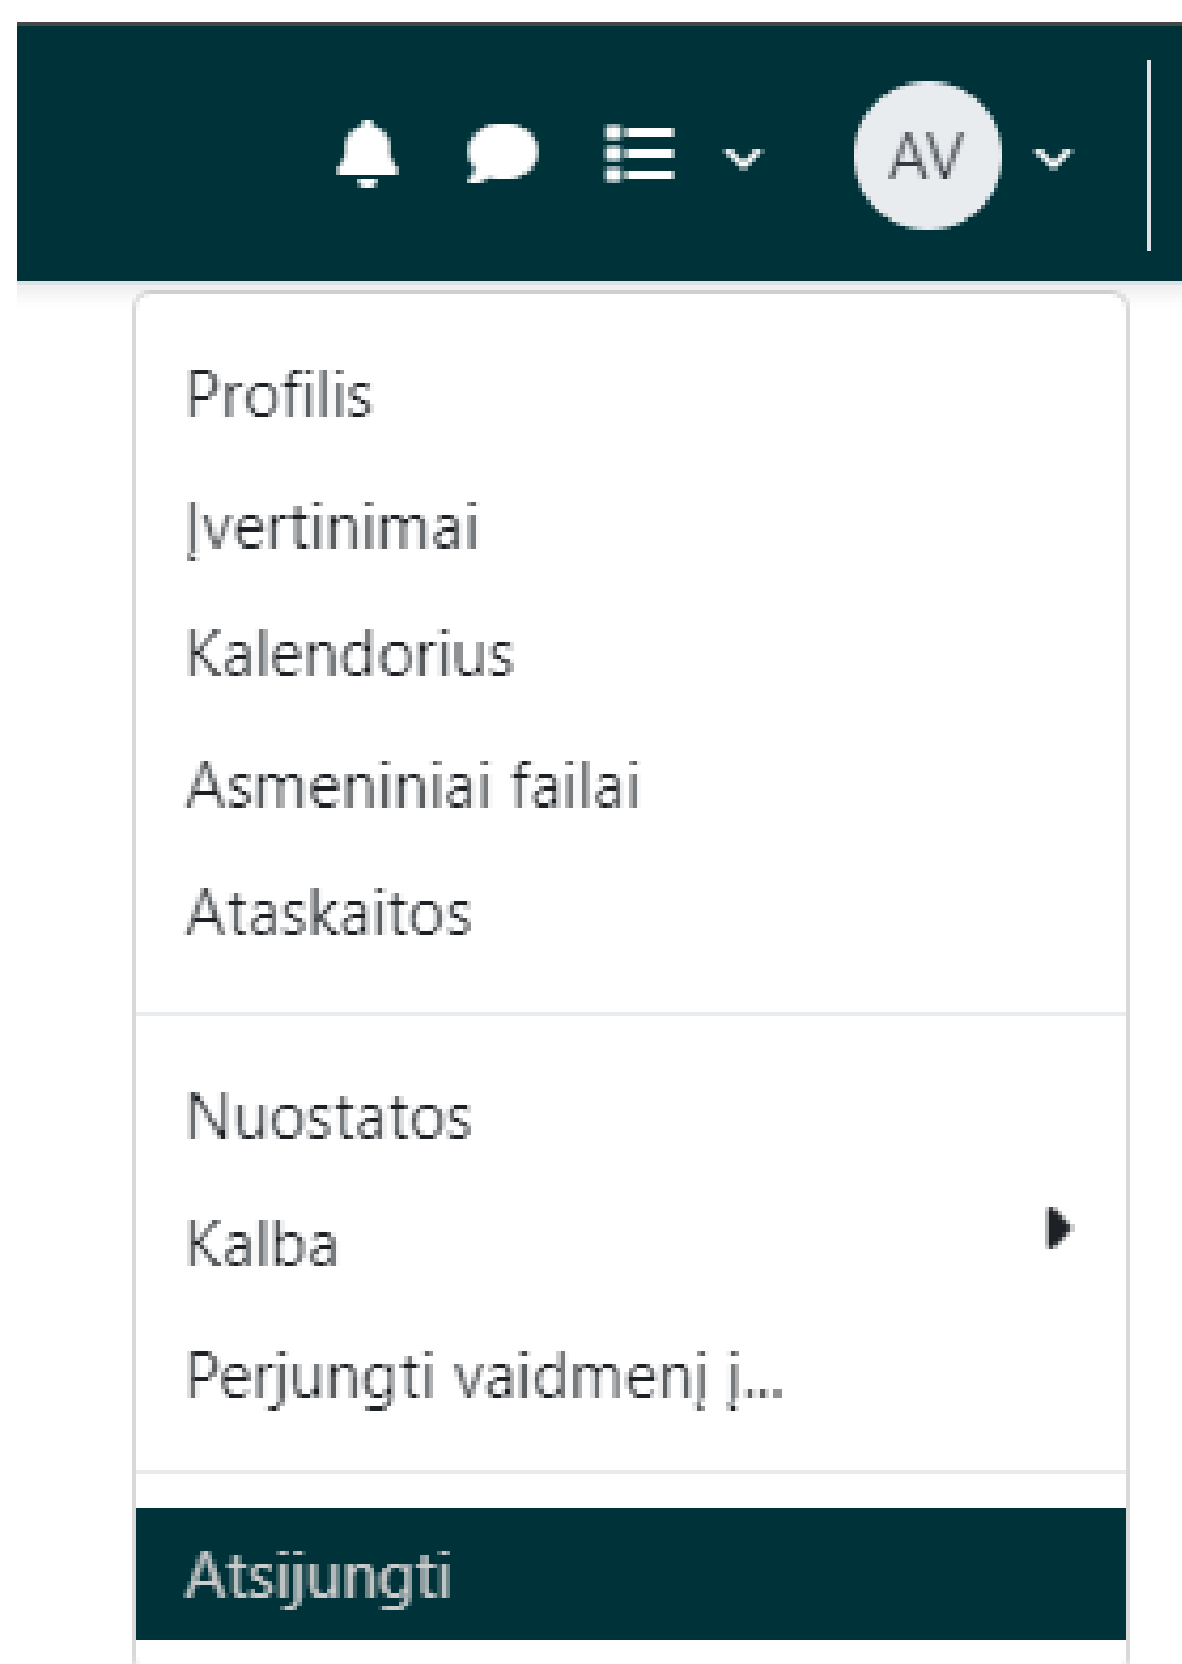 AV
Profilis
Įvertinimai
Kalendorius
Asmeniniai failai
Ataskaitos
Nuostatos
Kalba
Perjungti vaidmenį į...
Atsijungti